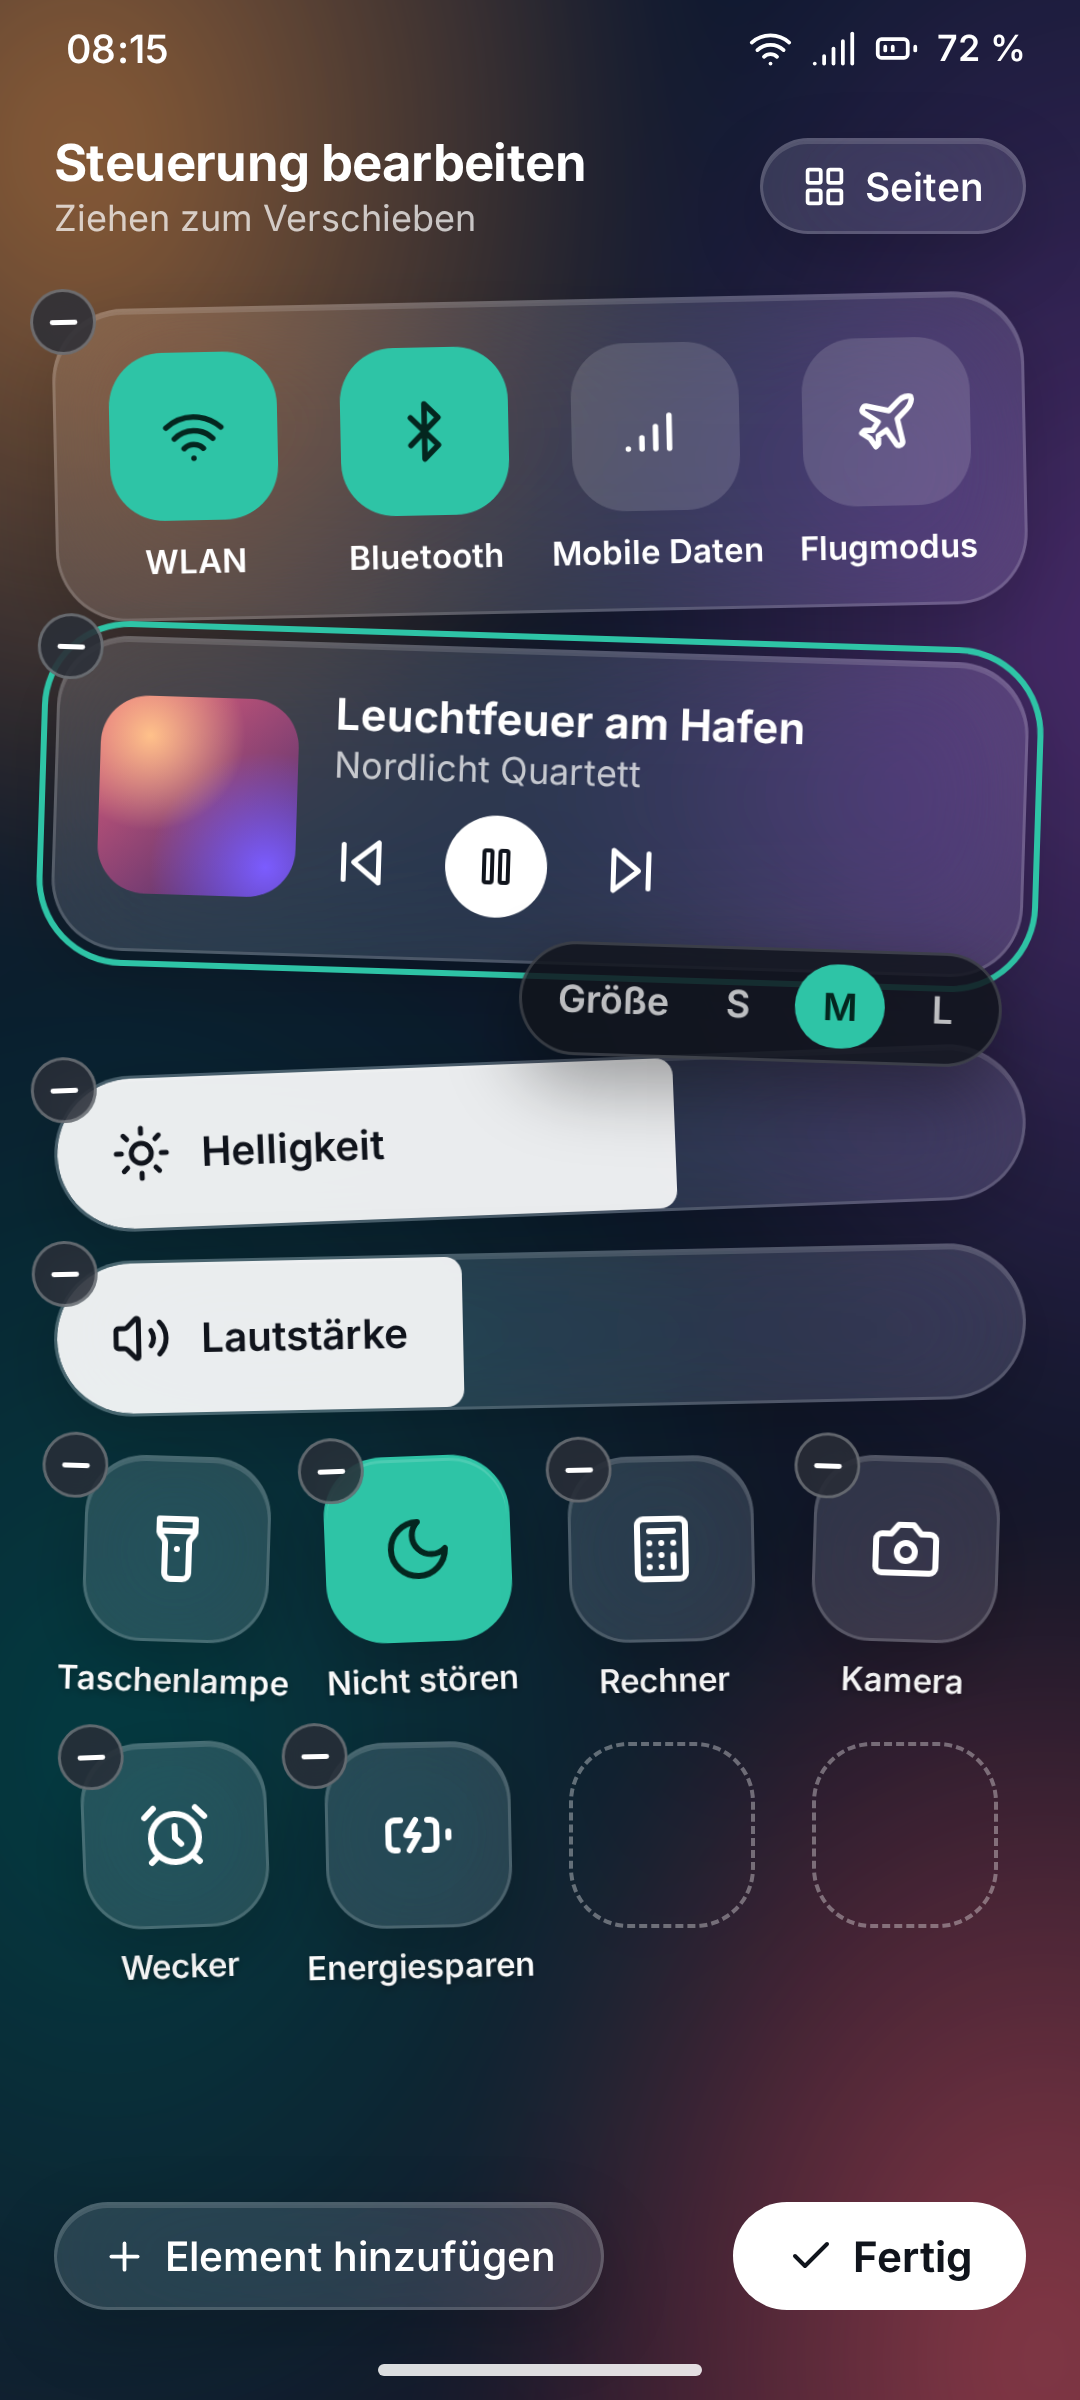 08:15
72 %
Steuerung bearbeiten
Ziehen zum Verschieben
Seiten
WLAN
Bluetooth
Mobile Daten
Flugmodus
Leuchtfeuer am Hafen
Nordlicht Quartett
Größe S M L
Helligkeit
Lautstärke
Taschenlampe
Nicht stören
Rechner
Kamera
Wecker
Energiesparen
Element hinzufügen
Fertig